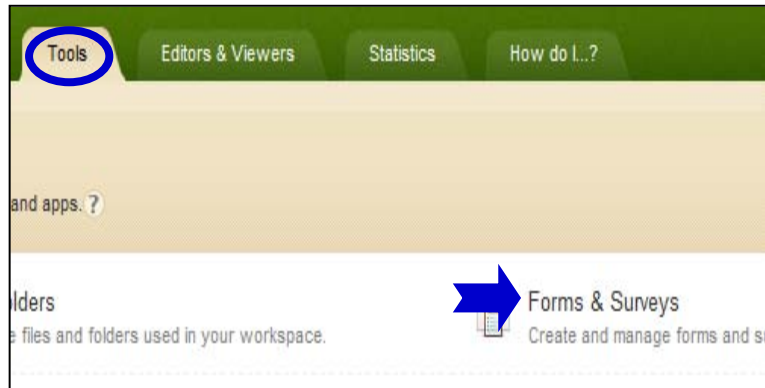 Tools Editors & Viewers Statistics How do I...?
and apps. ?
lders
e files and folders used in your workspace.
Forms & Surveys
Create and manage forms and su